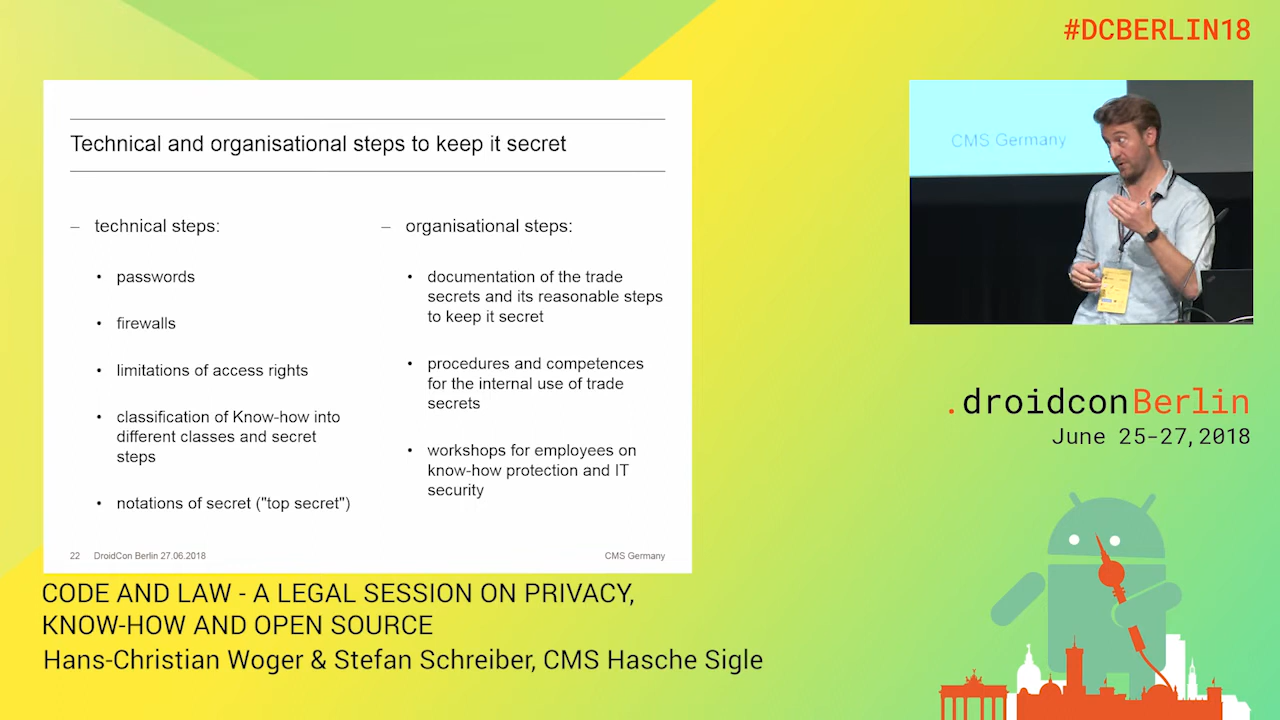 #DCBERLIN18
Technical and organisational steps to keep it secret
– technical steps:
• passwords
• firewalls
• limitations of access rights
• classification of Know-how into
different classes and secret
steps
• notations of secret ("top secret")
– organisational steps:
• documentation of the trade
secrets and its reasonable steps
to keep it secret
• procedures and competences
for the internal use of trade
secrets
• workshops for employees on
know-how protection and IT
security
22 DroidCon Berlin 27.06.2018
CMS Germany
CMS Germany
.droidconBerlin
June 25-27,2018
CODE AND LAW - A LEGAL SESSION ON PRIVACY,
KNOW-HOW AND OPEN SOURCE
Hans-Christian Woger & Stefan Schreiber, CMS Hasche Sigle